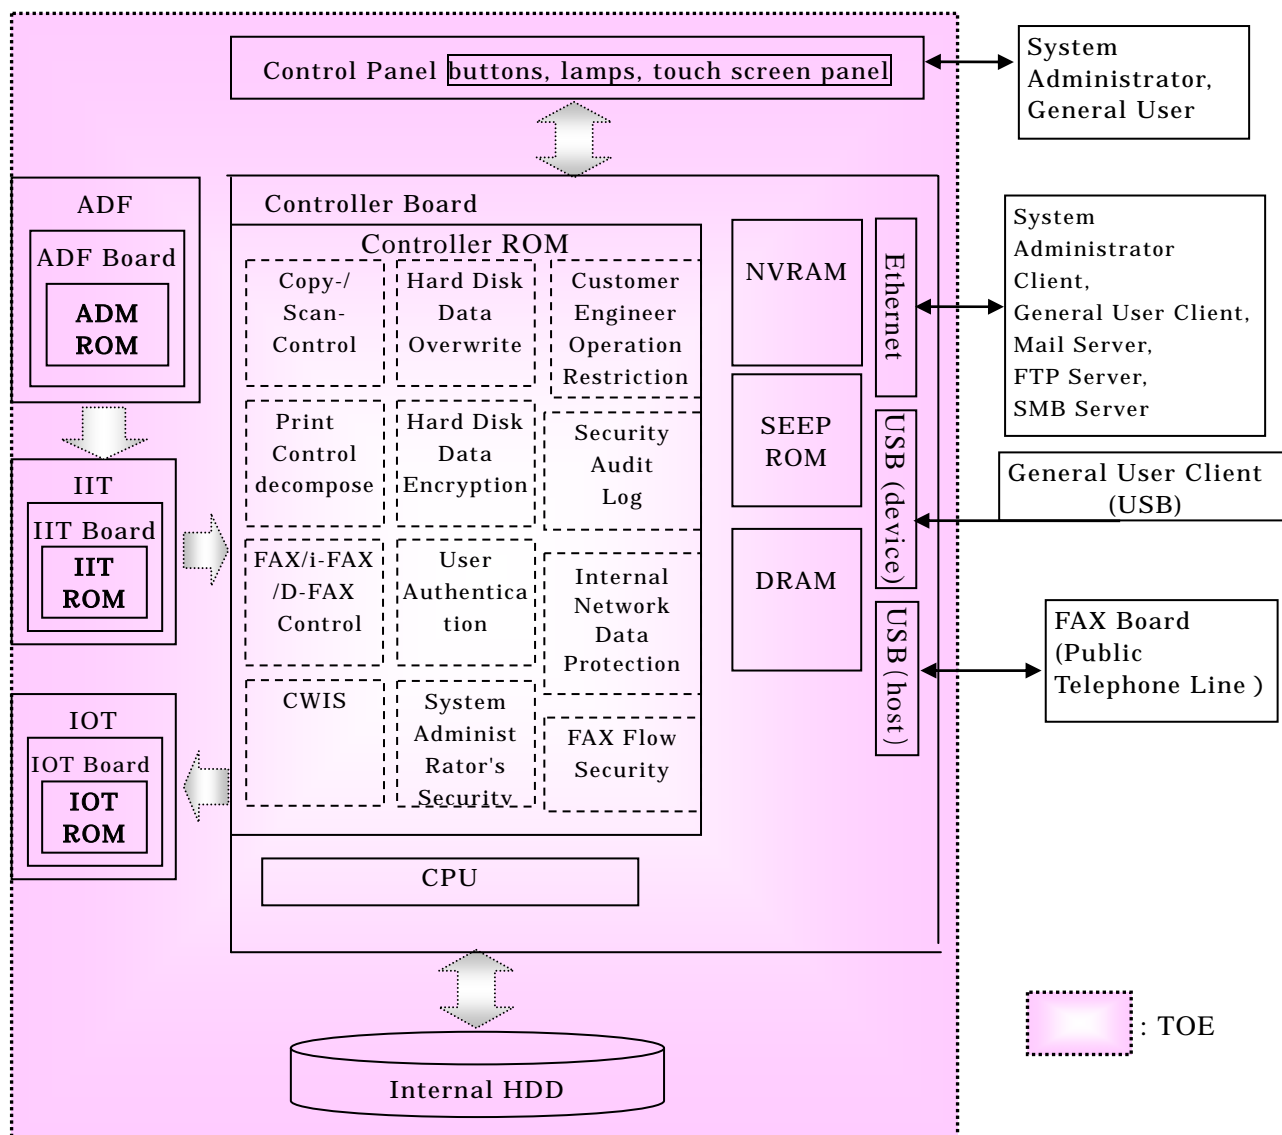 Control Panel buttons, lamps, touch screen panel
System
Administrator,
General User
ADF
ADF Board
ADM
ROM
IIT
IIT Board
IIT
ROM
IOT
IOT Board
IOT
ROM
Controller Board
Controller ROM
Copy-/
Scan-
Control
Hard Disk
Data
Overwrite
Customer
Engineer
Operation
Restriction
Print
Control
decompose
Hard Disk
Data
Encryption
Security
Audit
Log
FAX/i-FAX
/D-FAX
Control
User
Authentica
tion
Internal
Network
Data
Protection
CWIS
System
Administ
Rator's
Security
FAX Flow
Security
CPU
NVRAM
SEEP
ROM
DRAM
Ethernet
USB (device)
USB (host)
System
Administrator
Client,
General User Client,
Mail Server,
FTP Server,
SMB Server
General User Client
(USB)
FAX Board
(Public
Telephone Line )
Internal HDD
: TOE